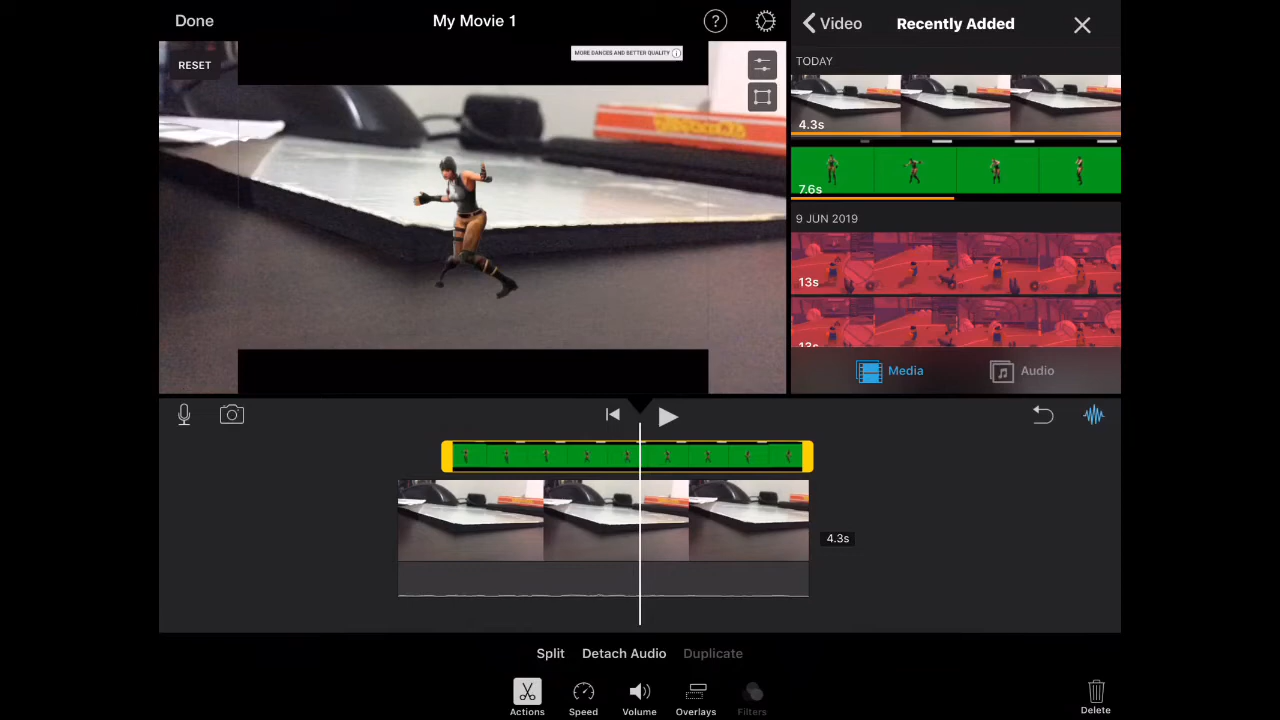 Done
My Movie 1
?
Video
Recently Added
RESET
MORE DANCES AND BETTER QUALITY
TODAY
4.3s
7.6s
9 JUN 2019
13s
13s
Media
Audio
4.3s
Split
Detach Audio
Duplicate
Actions
Speed
Volume
Overlays
Filters
Delete